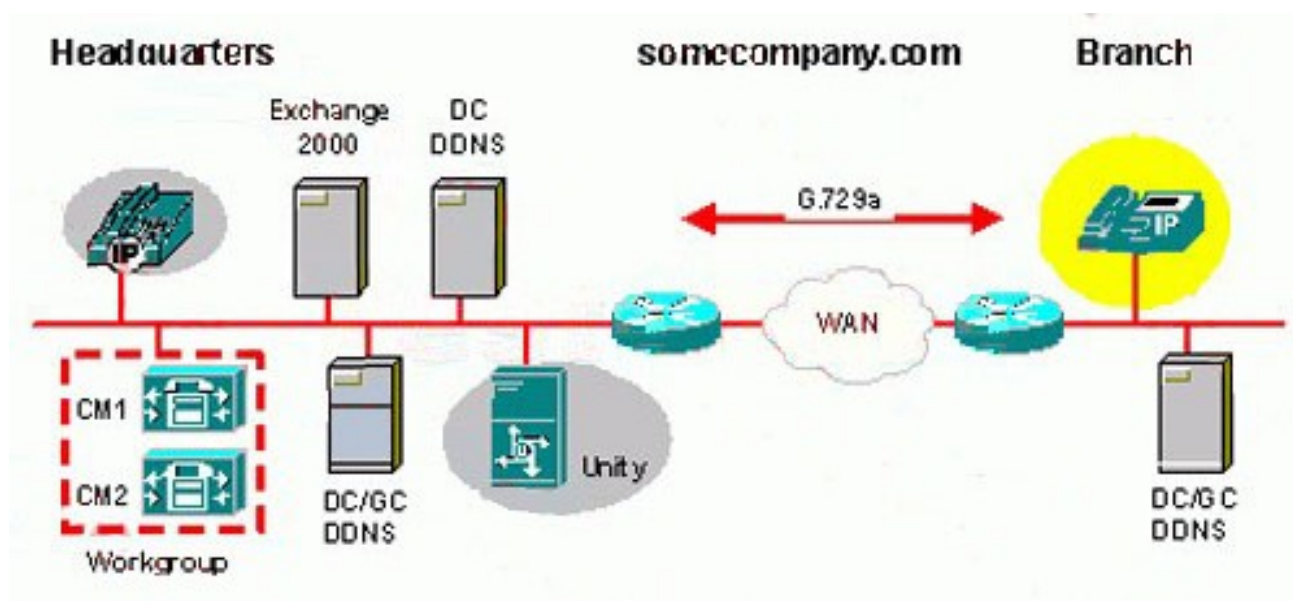 Headquarters
somecompany.com
Branch
Exchange
2000
DC
DDNS
G.729a
IP
IP
WAN
CM1
CM2
Unity
DC/GC
DDNS
DC/GC
DDNS
Workgroup